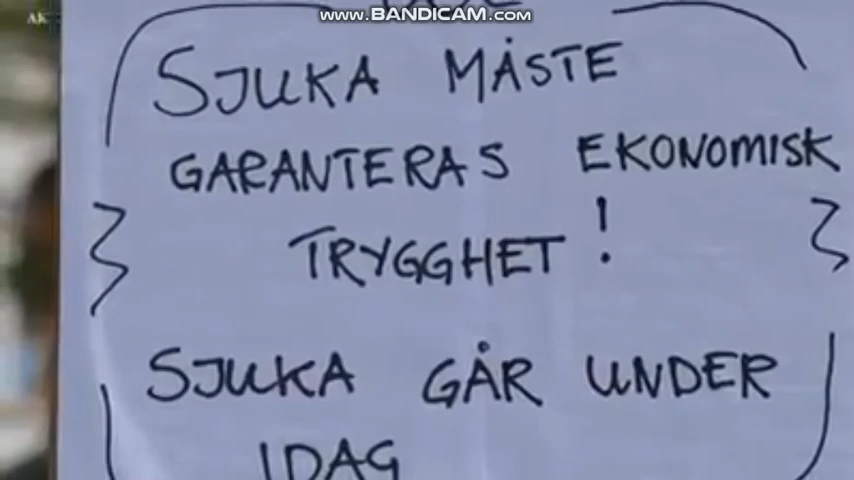 www.BANDICAM.com
SJUKA MÅSTE
GARANTERAS EKONOMISK
TRYGGHET!
SJUKA GÅR UNDER
IDAG